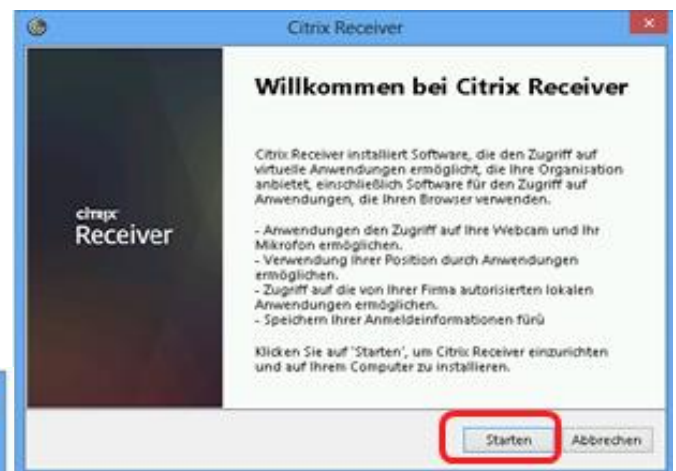 Citrix Receiver
Willkommen bei Citrix Receiver
Citrix Receiver installiert Software, die den Zugriff auf
virtuelle Anwendungen ermöglicht, die Ihre Organisation
anbietet, einschließlich Software für den Zugriff auf
Anwendungen, die Ihren Browser verwenden.
- Anwendungen den Zugriff auf Ihre Webcam und Ihr
Mikrofon ermöglichen.
- Verwendung Ihrer Position durch Anwendungen
ermöglichen.
- Zugriff auf die von Ihrer Firma autorisierten lokalen
Anwendungen ermöglichen.
- Speichern Ihrer Anmeldeinformationen fürü
Klicken Sie auf 'Starten', um Citrix Receiver einzurichten
und auf Ihrem Computer zu installieren.
citrix
Receiver
Starten
Abbrechen